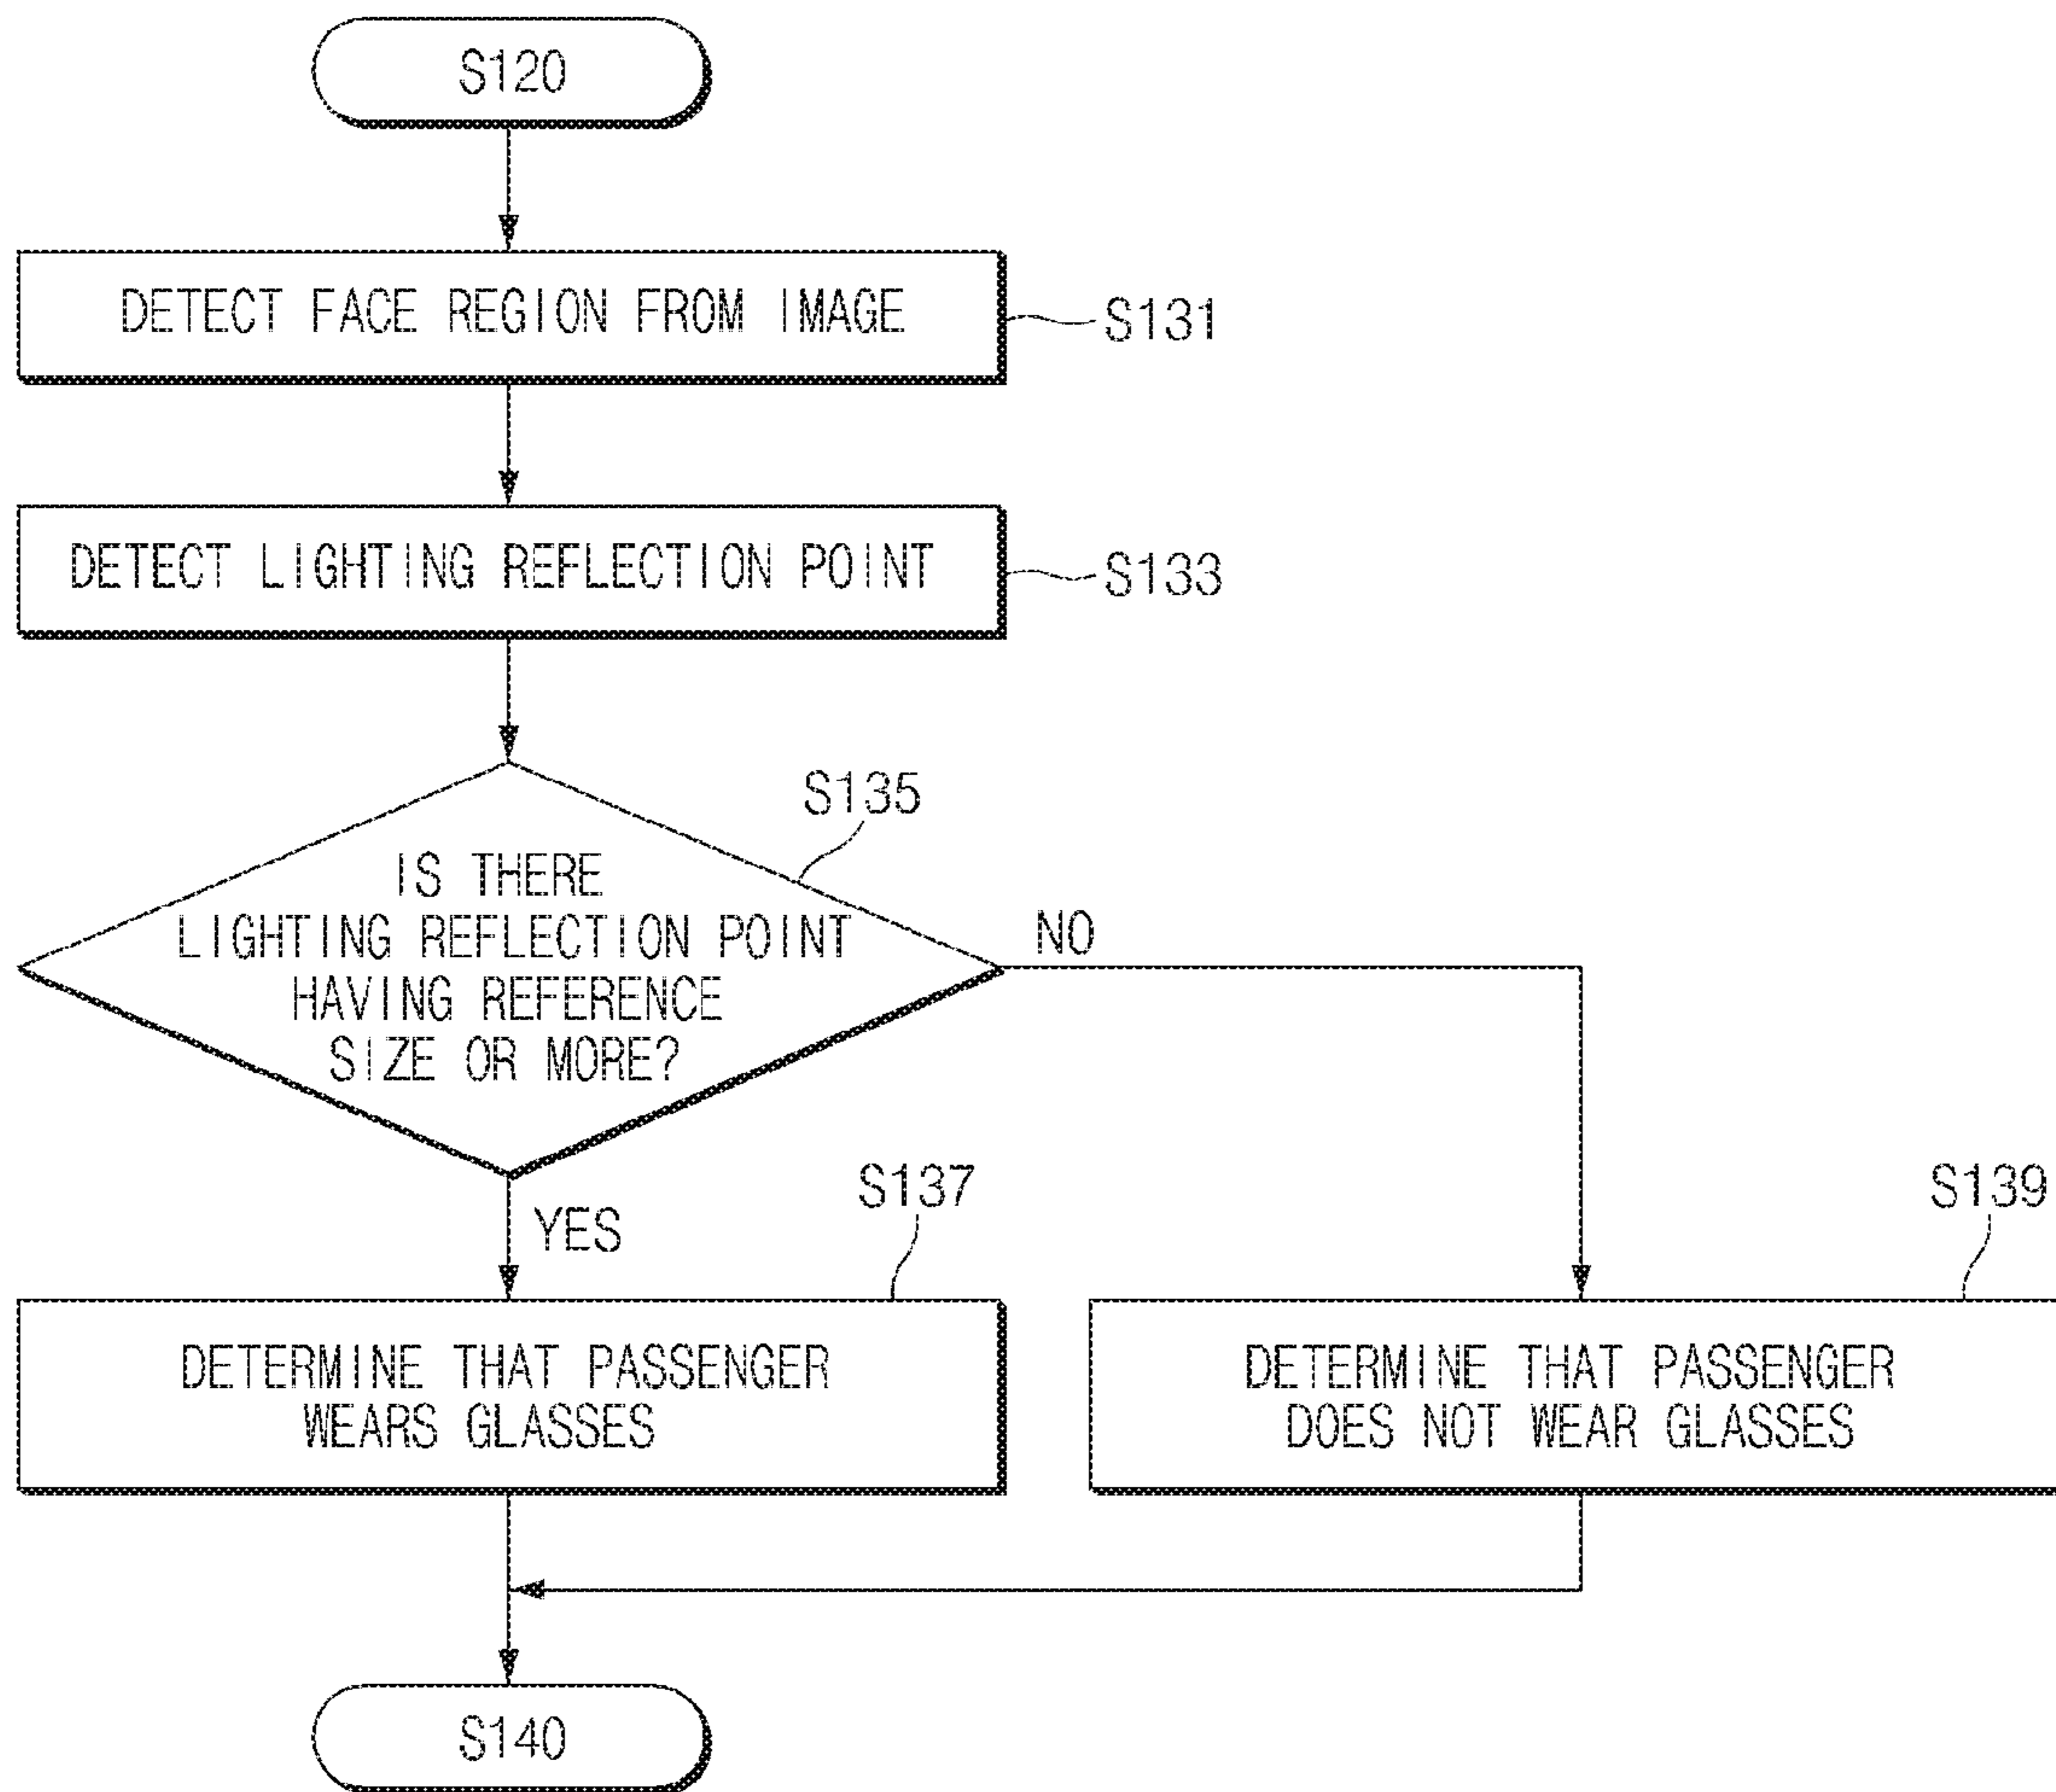 S120
DETECT FACE REGION FROM IMAGE
S131
DETECT LIGHTING REFLECTION POINT
S133
S135
IS THERE
LIGHTING REFLECTION POINT
HAVING REFERENCE
SIZE OR MORE?
NO
YES
S137
S139
DETERMINE THAT PASSENGER
WEARS GLASSES
DETERMINE THAT PASSENGER
DOES NOT WEAR GLASSES
S140